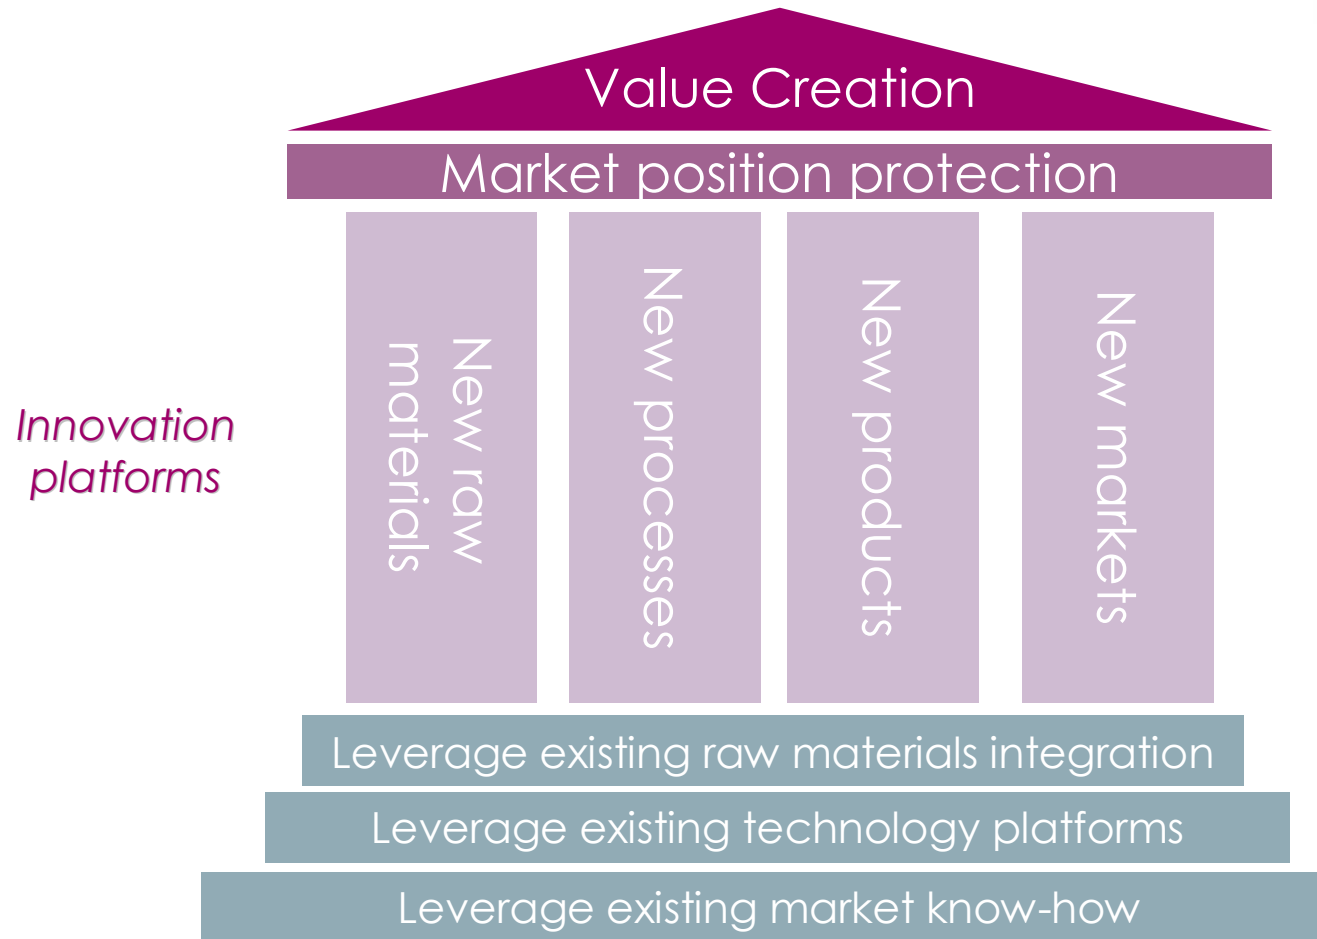 Value Creation
Market position protection
Innovation
platforms
New raw
materials
New processes
New products
New markets
Leverage existing raw materials integration
Leverage existing technology platforms
Leverage existing market know-how